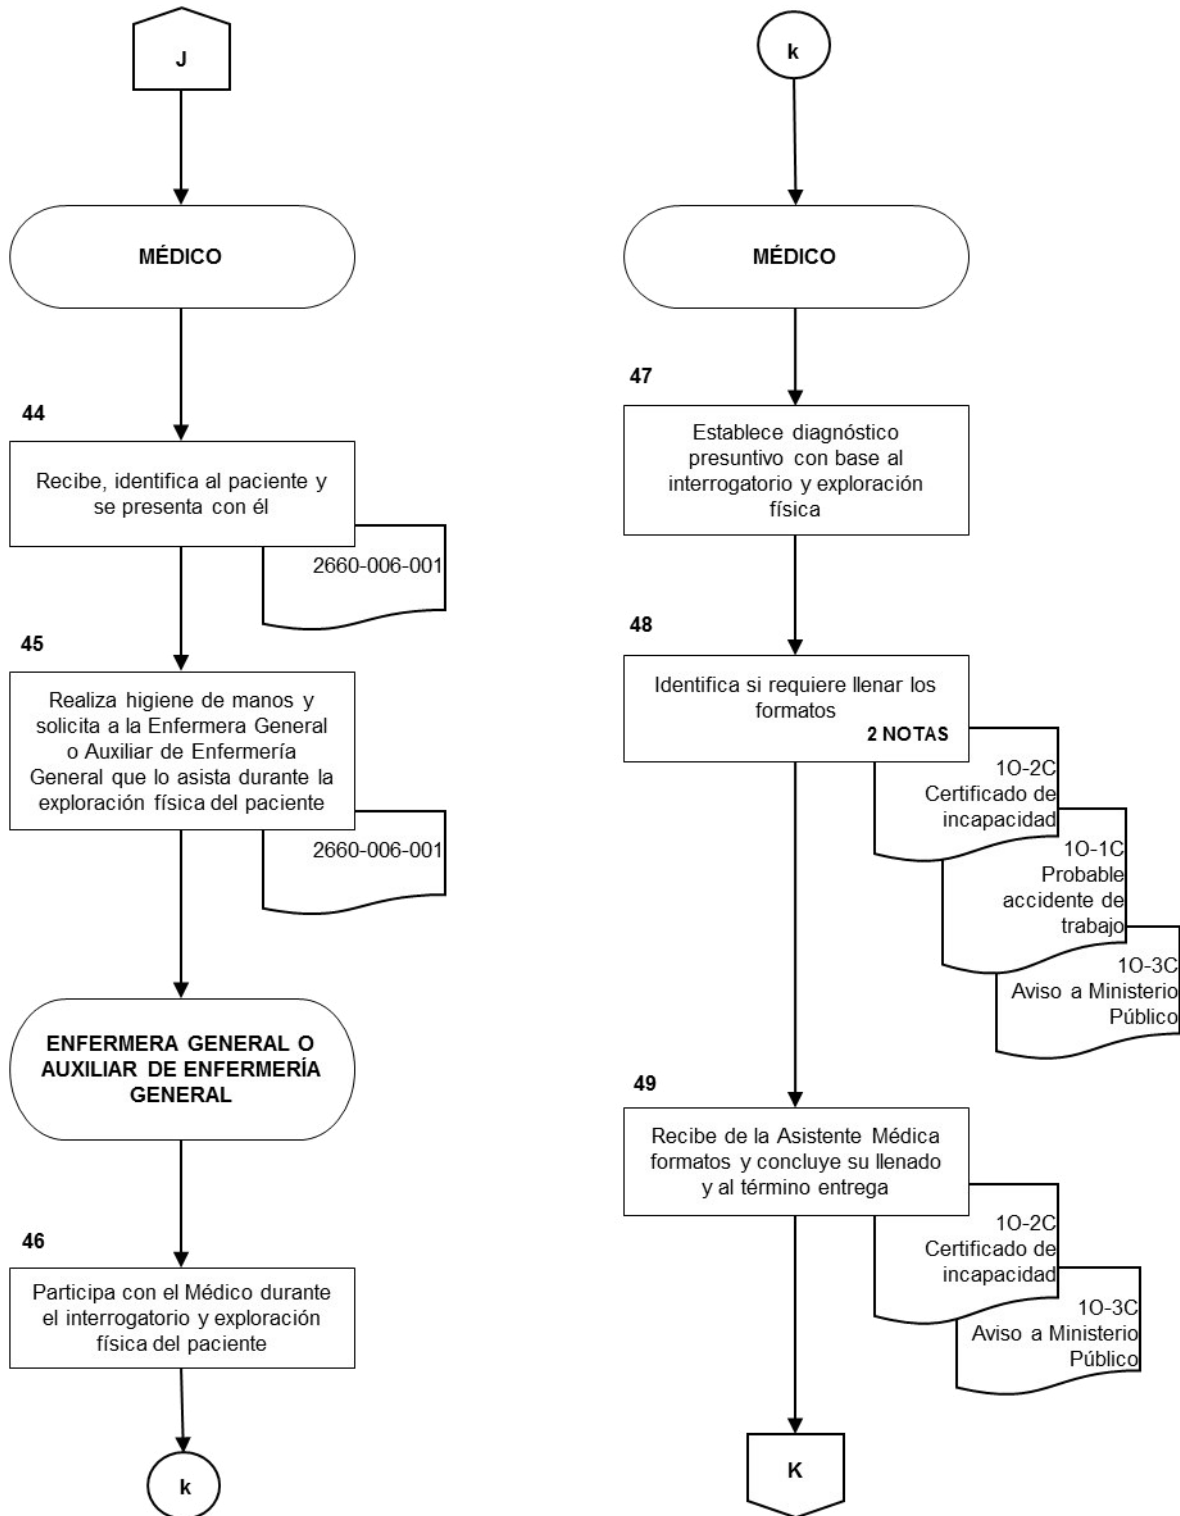 J
MÉDICO
44
Recibe, identifica al paciente y
se presenta con él
2660-006-001
45
Realiza higiene de manos y
solicita a la Enfermera General
o Auxiliar de Enfermería
General que lo asista durante la
exploración física del paciente
2660-006-001
ENFERMERA GENERAL O
AUXILIAR DE ENFERMERÍA
GENERAL
46
Participa con el Médico durante
el interrogatorio y exploración
física del paciente
k
k
MÉDICO
47
Establece diagnóstico
presuntivo con base al
interrogatorio y exploración
física
48
Identifica si requiere llenar los
formatos
2 NOTAS
1O-2C
Certificado de
incapacidad
1O-1C
Probable
accidente de
trabajo
1O-3C
Aviso a Ministerio
Público
49
Recibe de la Asistente Médica
formatos y concluye su llenado
y al término entrega
1O-2C
Certificado de
incapacidad
1O-3C
Aviso a Ministerio
Público
K